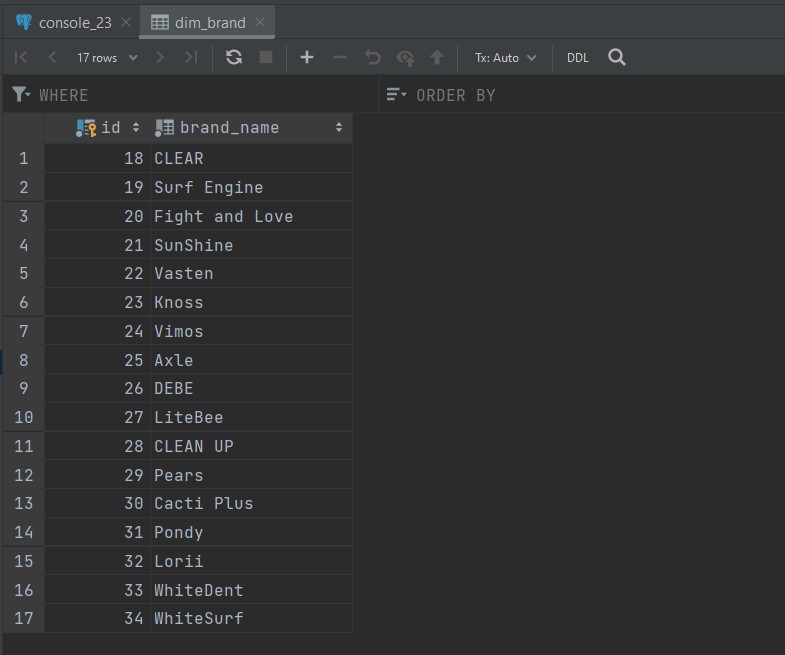 console_23
dim_brand
17 rows
Tx: Auto
DDL
WHERE
ORDER BY
id brand_name
1 18 CLEAR
2 19 Surf Engine
3 20 Fight and Love
4 21 SunShine
5 22 Vasten
6 23 Knoss
7 24 Vimos
8 25 Axle
9 26 DEBE
10 27 LiteBee
11 28 CLEAN UP
12 29 Pears
13 30 Cacti Plus
14 31 Pondy
15 32 Lorii
16 33 WhiteDent
17 34 WhiteSurf